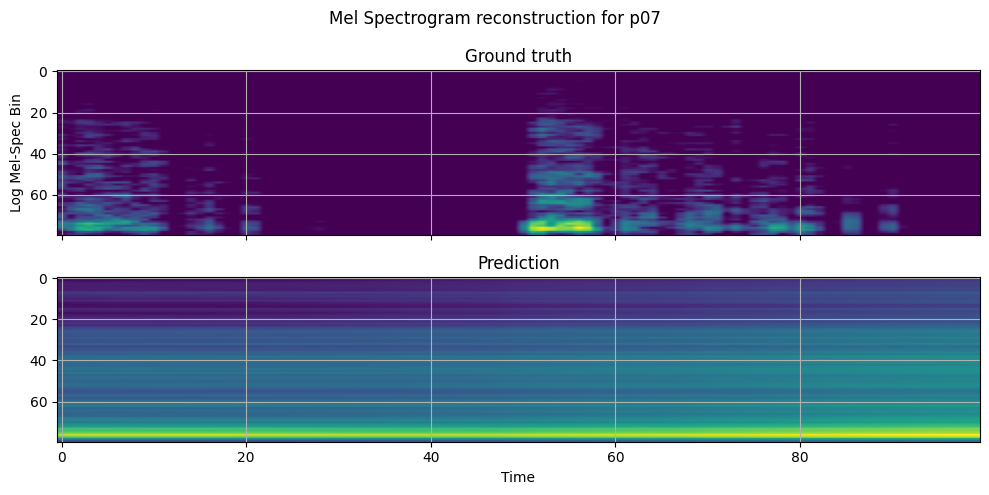 Mel Spectrogram reconstruction for p07
Ground truth
Log Mel-Spec Bin
0
20
40
60
Prediction
0
20
40
60
0 20 40 60 80
Time